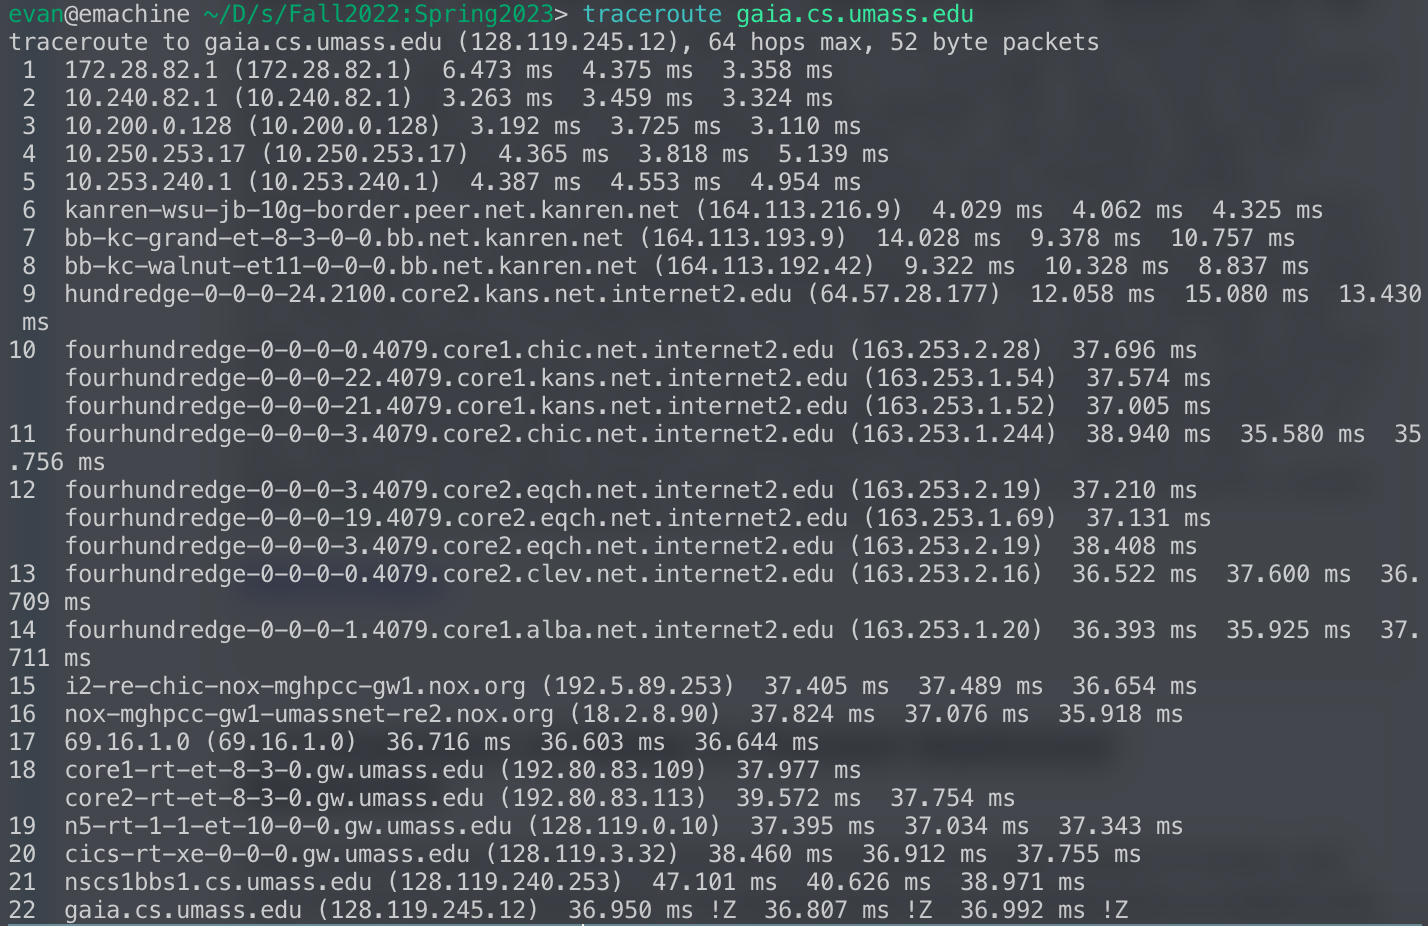 evan@emachine ~/D/s/Fall2022:Spring2023> traceroute gaia.cs.umass.edu
traceroute to gaia.cs.umass.edu (128.119.245.12), 64 hops max, 52 byte packets
 1  172.28.82.1 (172.28.82.1)  6.473 ms  4.375 ms  3.358 ms
 2  10.240.82.1 (10.240.82.1)  3.263 ms  3.459 ms  3.324 ms
 3  10.200.0.128 (10.200.0.128)  3.192 ms  3.725 ms  3.110 ms
 4  10.250.253.17 (10.250.253.17)  4.365 ms  3.818 ms  5.139 ms
 5  10.253.240.1 (10.253.240.1)  4.387 ms  4.553 ms  4.954 ms
 6  kanren-wsu-jb-10g-border.peer.net.kanren.net (164.113.216.9)  4.029 ms  4.062 ms  4.325 ms
 7  bb-kc-grand-et-8-3-0-0.bb.net.kanren.net (164.113.193.9)  14.028 ms  9.378 ms  10.757 ms
 8  bb-kc-walnut-et11-0-0-0.bb.net.kanren.net (164.113.192.42)  9.322 ms  10.328 ms  8.837 ms
 9  hundredge-0-0-0-24.2100.core2.kans.net.internet2.edu (64.57.28.177)  12.058 ms  15.080 ms  13.430
 ms
10  fourhundredge-0-0-0-0.4079.core1.chic.net.internet2.edu (163.253.2.28)  37.696 ms
    fourhundredge-0-0-0-22.4079.core1.kans.net.internet2.edu (163.253.1.54)  37.574 ms
    fourhundredge-0-0-0-21.4079.core1.kans.net.internet2.edu (163.253.1.52)  37.005 ms
11  fourhundredge-0-0-0-3.4079.core2.chic.net.internet2.edu (163.253.1.244)  38.940 ms  35.580 ms  35
.756 ms
12  fourhundredge-0-0-0-3.4079.core2.eqch.net.internet2.edu (163.253.2.19)  37.210 ms
    fourhundredge-0-0-0-19.4079.core2.eqch.net.internet2.edu (163.253.1.69)  37.131 ms
    fourhundredge-0-0-0-3.4079.core2.eqch.net.internet2.edu (163.253.2.19)  38.408 ms
13  fourhundredge-0-0-0-0.4079.core2.clev.net.internet2.edu (163.253.2.16)  36.522 ms  37.600 ms  36.
709 ms
14  fourhundredge-0-0-0-1.4079.core1.alba.net.internet2.edu (163.253.1.20)  36.393 ms  35.925 ms  37.
711 ms
15  i2-re-chic-nox-mghpcc-gw1.nox.org (192.5.89.253)  37.405 ms  37.489 ms  36.654 ms
16  nox-mghpcc-gw1-umassnet-re2.nox.org (18.2.8.90)  37.824 ms  37.076 ms  35.918 ms
17  69.16.1.0 (69.16.1.0)  36.716 ms  36.603 ms  36.644 ms
18  core1-rt-et-8-3-0.gw.umass.edu (192.80.83.109)  37.977 ms
    core2-rt-et-8-3-0.gw.umass.edu (192.80.83.113)  39.572 ms  37.754 ms
19  n5-rt-1-1-et-10-0-0.gw.umass.edu (128.119.0.10)  37.395 ms  37.034 ms  37.343 ms
20  cics-rt-xe-0-0-0.gw.umass.edu (128.119.3.32)  38.460 ms  36.912 ms  37.755 ms
21  nscs1bbs1.cs.umass.edu (128.119.240.253)  47.101 ms  40.626 ms  38.971 ms
22  gaia.cs.umass.edu (128.119.245.12)  36.950 ms !Z  36.807 ms !Z  36.992 ms !Z